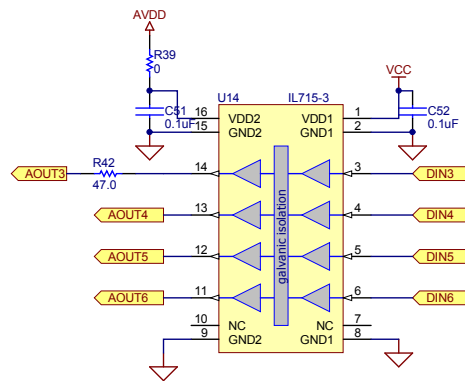 AVDD
R39
0
VCC
C51
0.1uF
U14
IL715-3
C52
0.1uF
16
VDD2
VDD1
1
15
GND2
GND1
2
AOUT3
R42
47.0
14
3
DIN3
AOUT4
13
4
DIN4
AOUT5
12
5
DIN5
AOUT6
11
6
DIN6
galvanic isolation
10
NC
NC
7
9
GND2
GND1
8